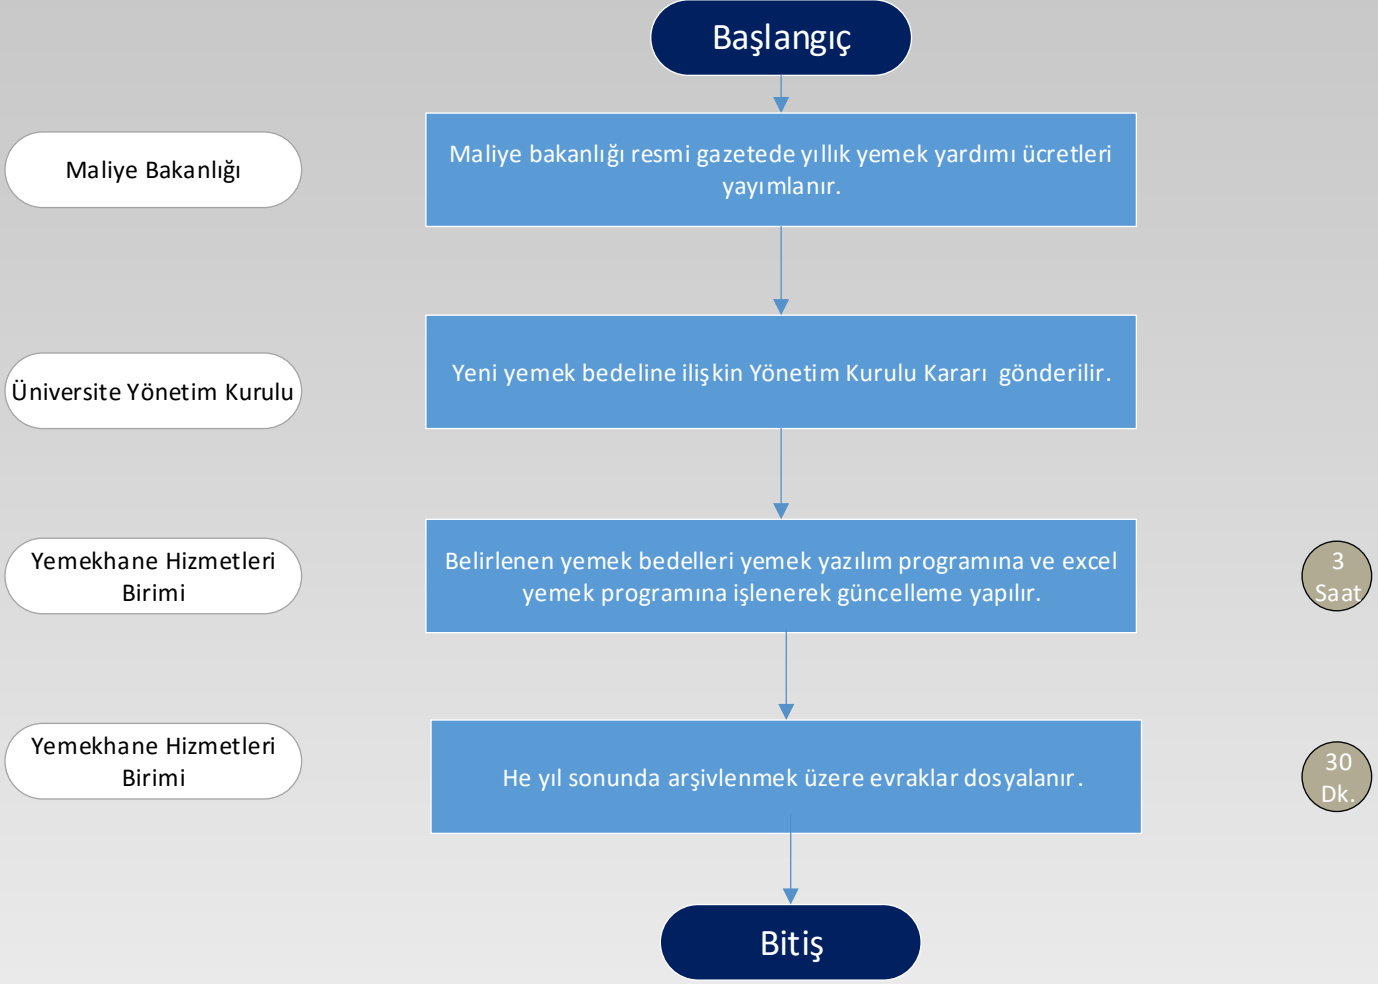 Başlangıç
Maliye Bakanlığı
Maliye bakanlığı resmi gazetede yıllık yemek yardımı ücretleri
yayımlanır.
Üniversite Yönetim Kurulu
Yeni yemek bedeline ilişkin Yönetim Kurulu Kararı gönderilir.
Yemekhane Hizmetleri
Birimi
Belirlenen yemek bedelleri yemek yazılım programına ve excel
yemek programına işlenerek güncelleme yapılır.
3
Saat
Yemekhane Hizmetleri
Birimi
He yıl sonunda arşivlenmek üzere evraklar dosyalanır.
30
Dk.
Bitiş